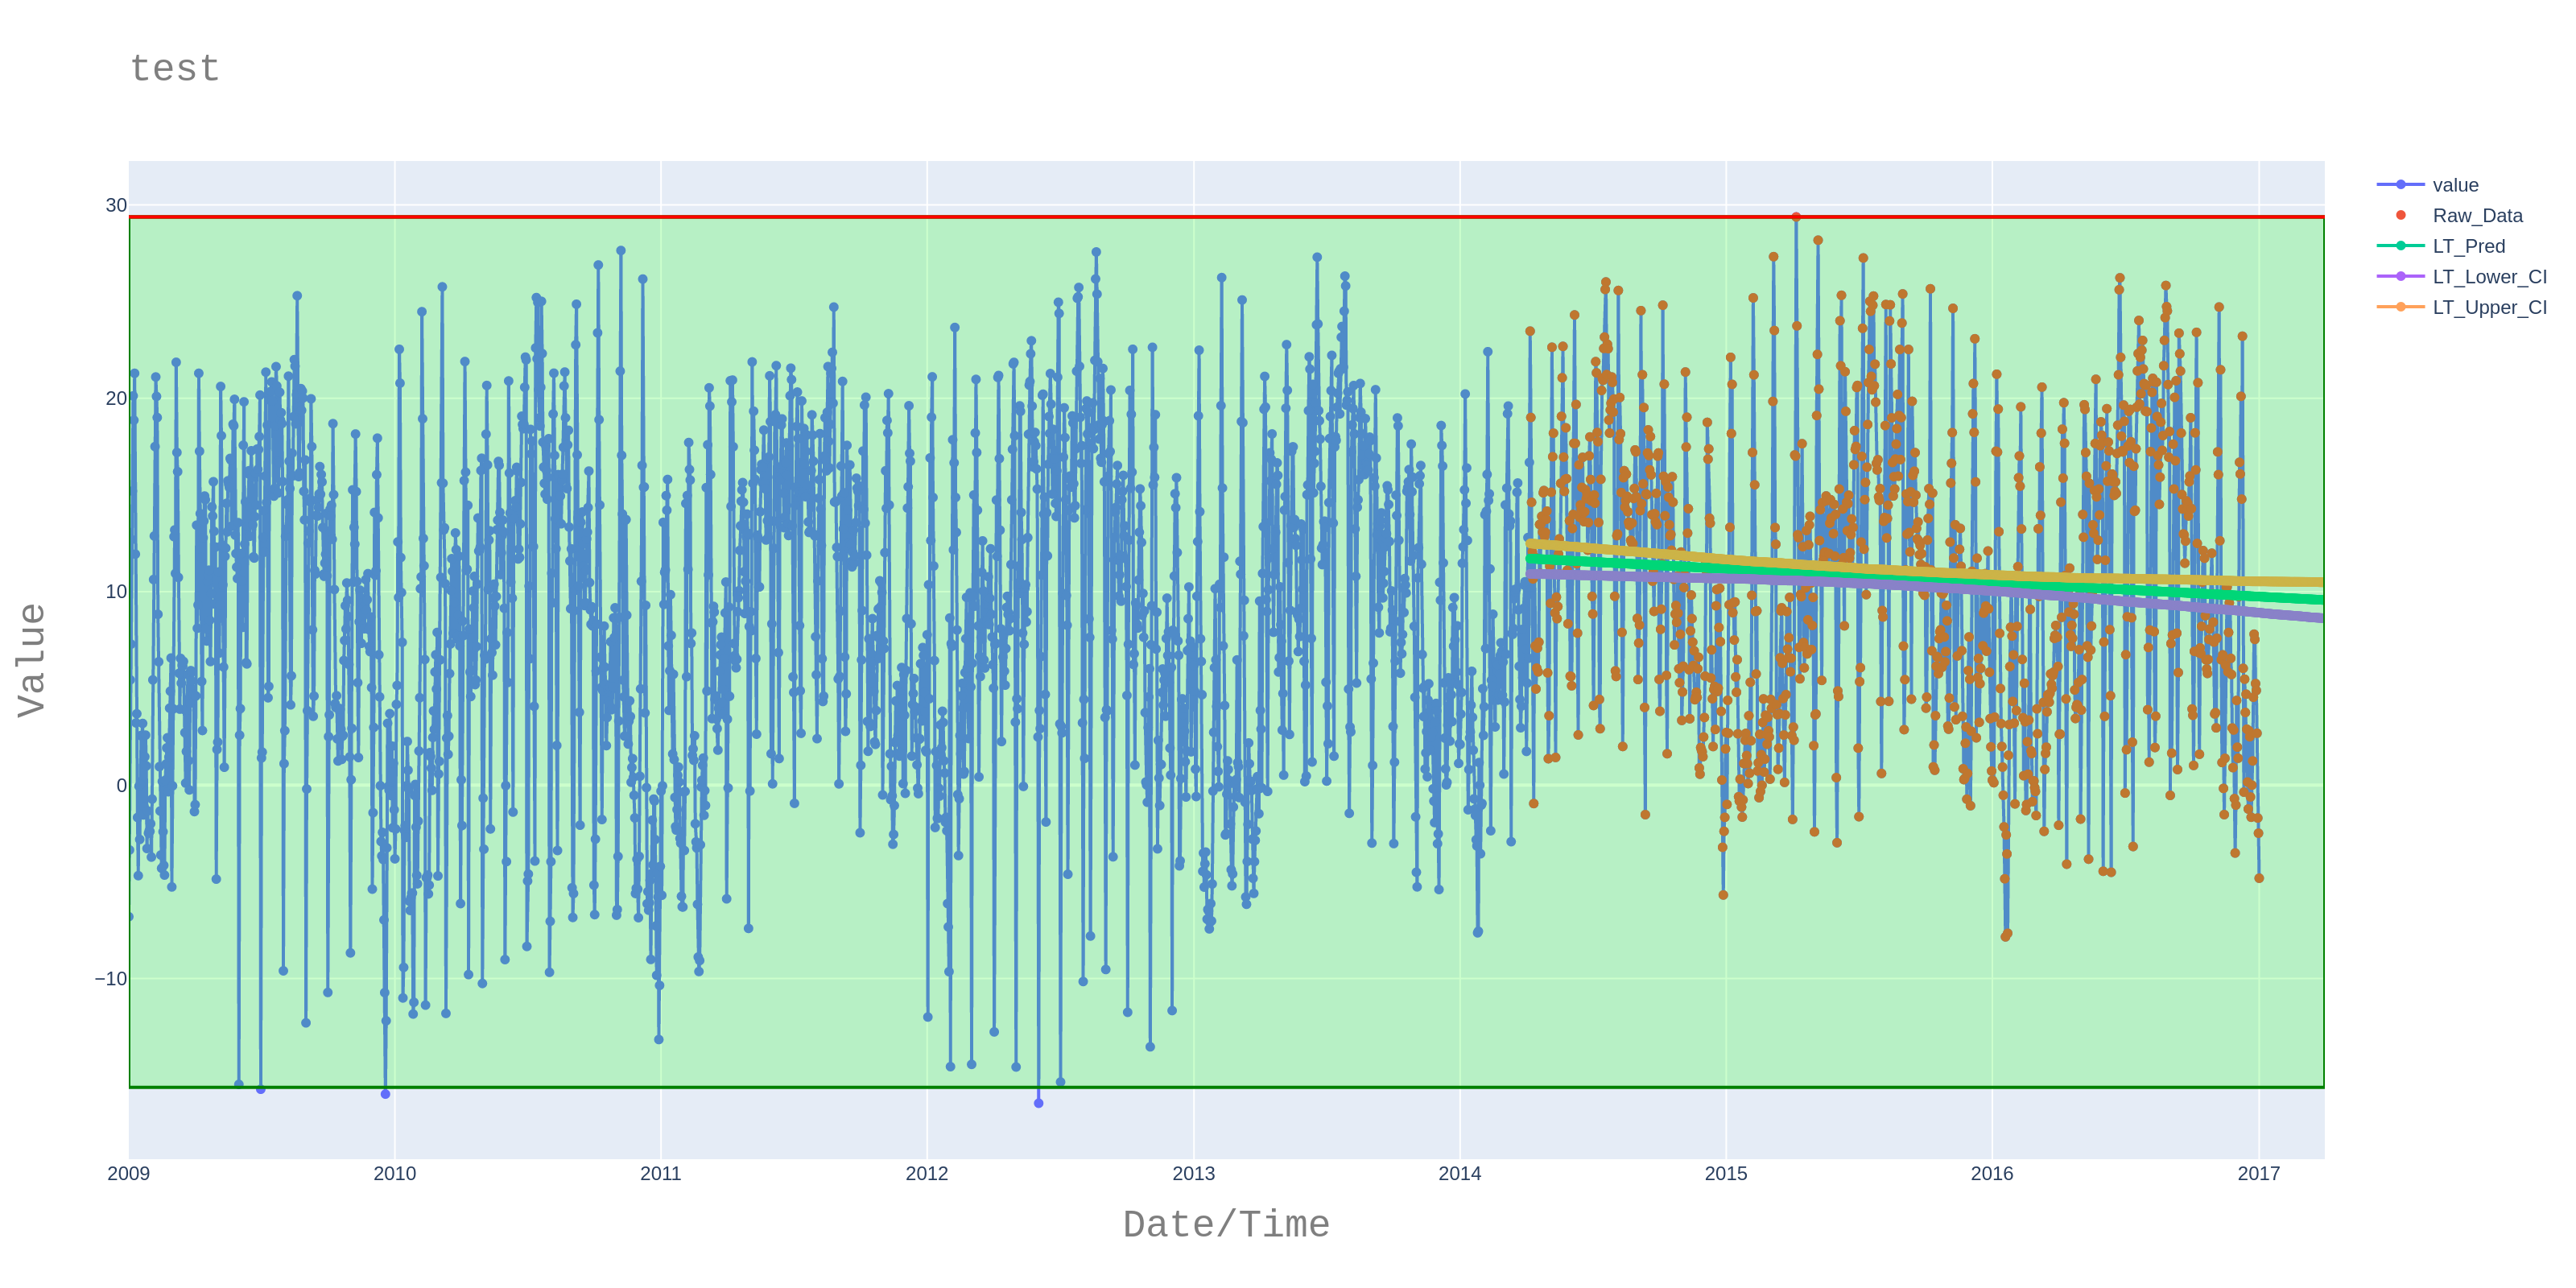 test
value
Raw_Data
LT_Pred
LT_Lower_CI
LT_Upper_CI
30
20
10
0
−10
Value
2009 2010 2011 2012 2013 2014 2015 2016 2017
Date/Time